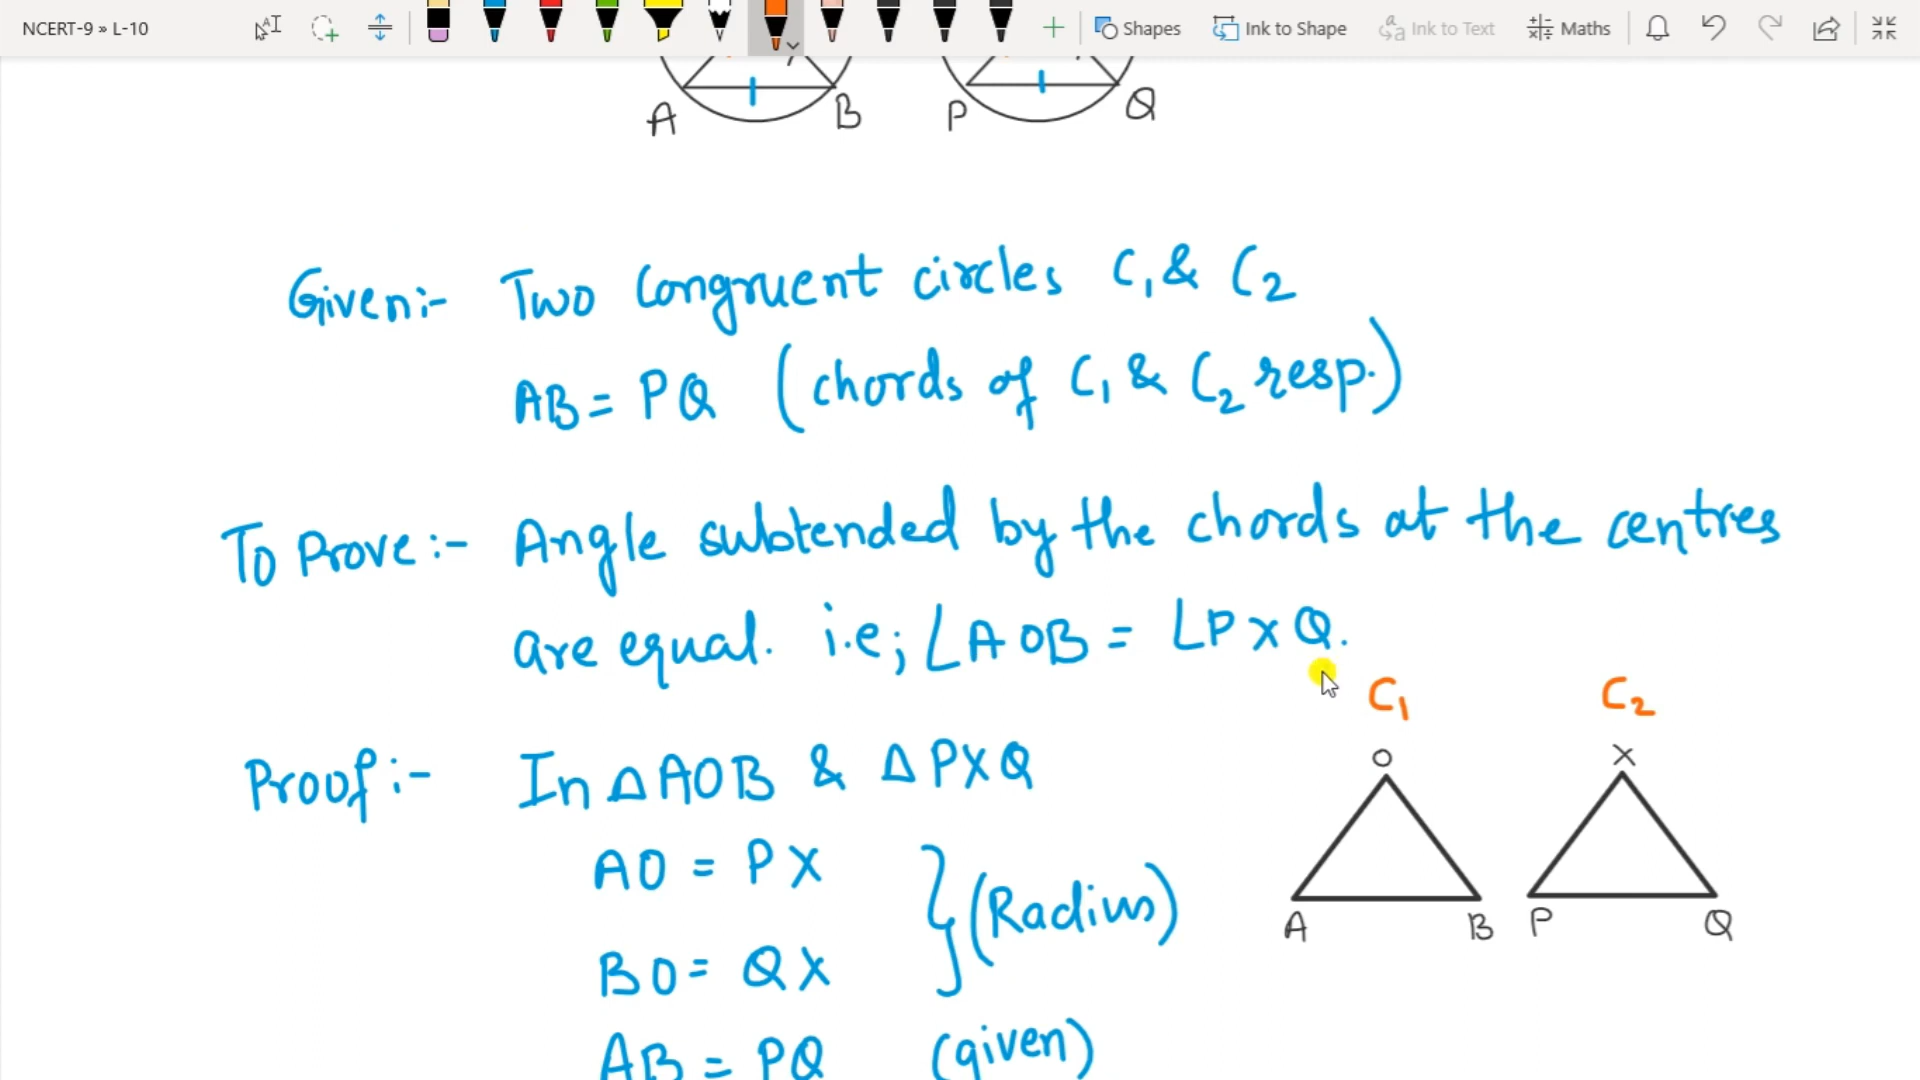 NCERT-9 » L-10
Shapes Ink to Shape Ink to Text Maths
A B P Q
Given:- Two Congruent circles C₁ & C₂
AB = PQ (chords of C₁ & C₂ resp.)
To Prove:- Angle subtended by the chords at the centres
are equal. i.e; ∠AOB = ∠PXQ.
C₁ C₂
Proof:- In ΔAOB & ΔPXQ
O X
AO = PX
} (Radius)
A B P Q
BO = QX
AB = PQ (given)